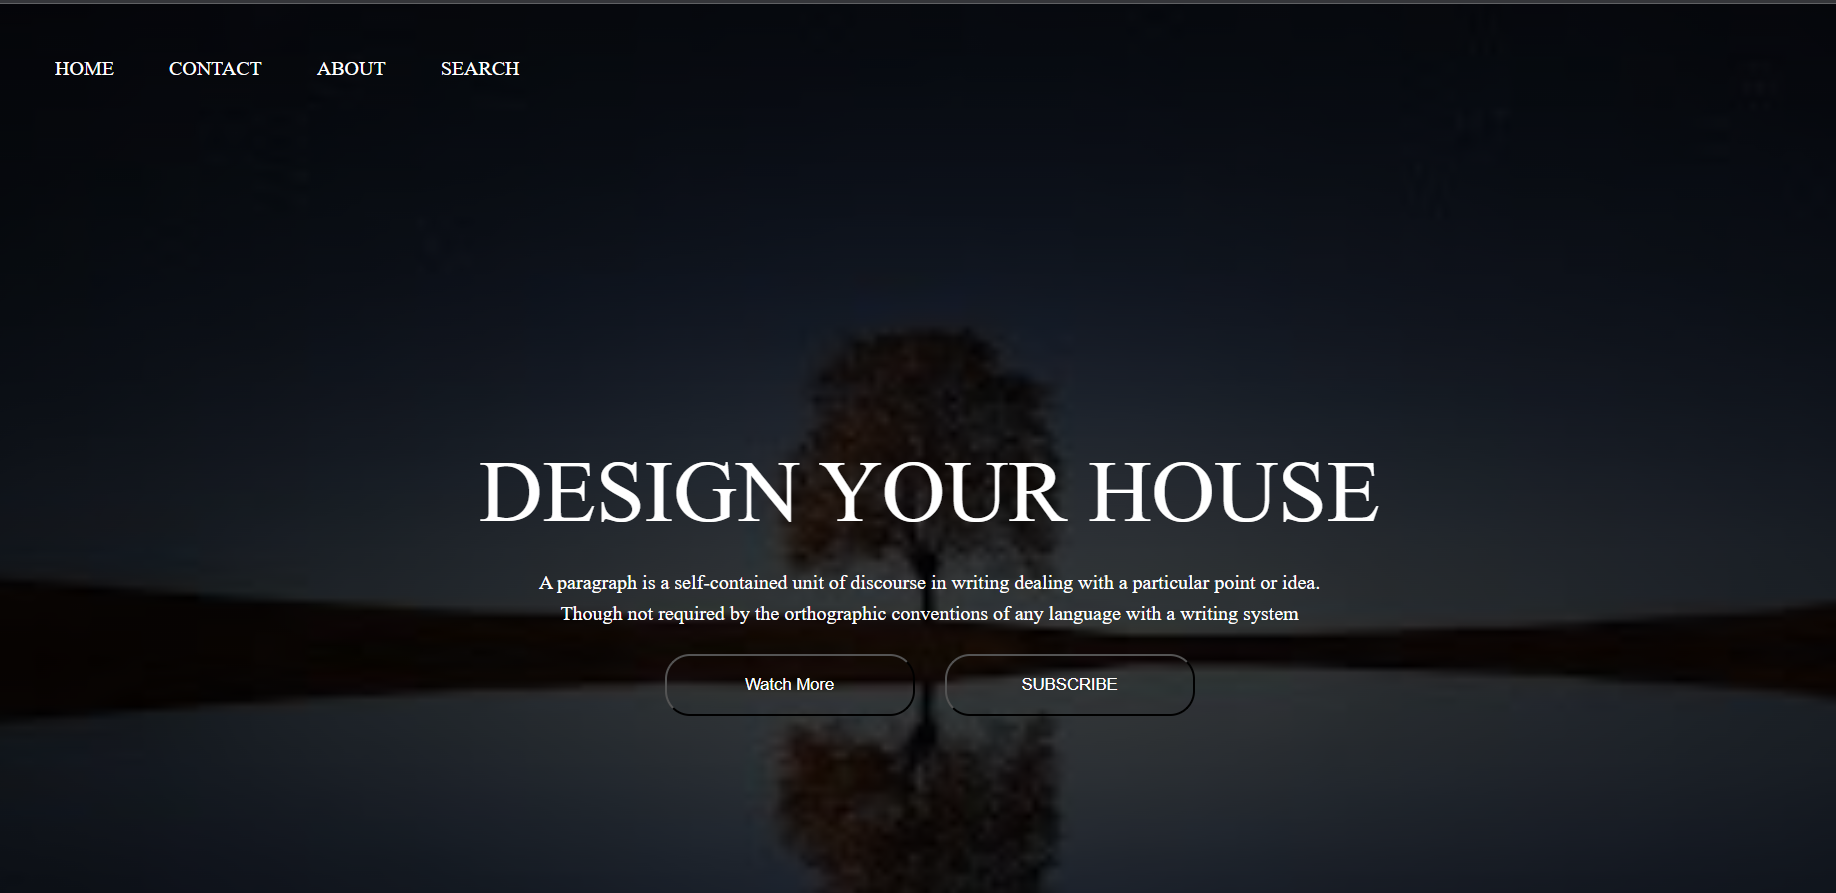 HOME CONTACT ABOUT SEARCH
DESIGN YOUR HOUSE
A paragraph is a self-contained unit of discourse in writing dealing with a particular point or idea.
Though not required by the orthographic conventions of any language with a writing system
Watch More SUBSCRIBE